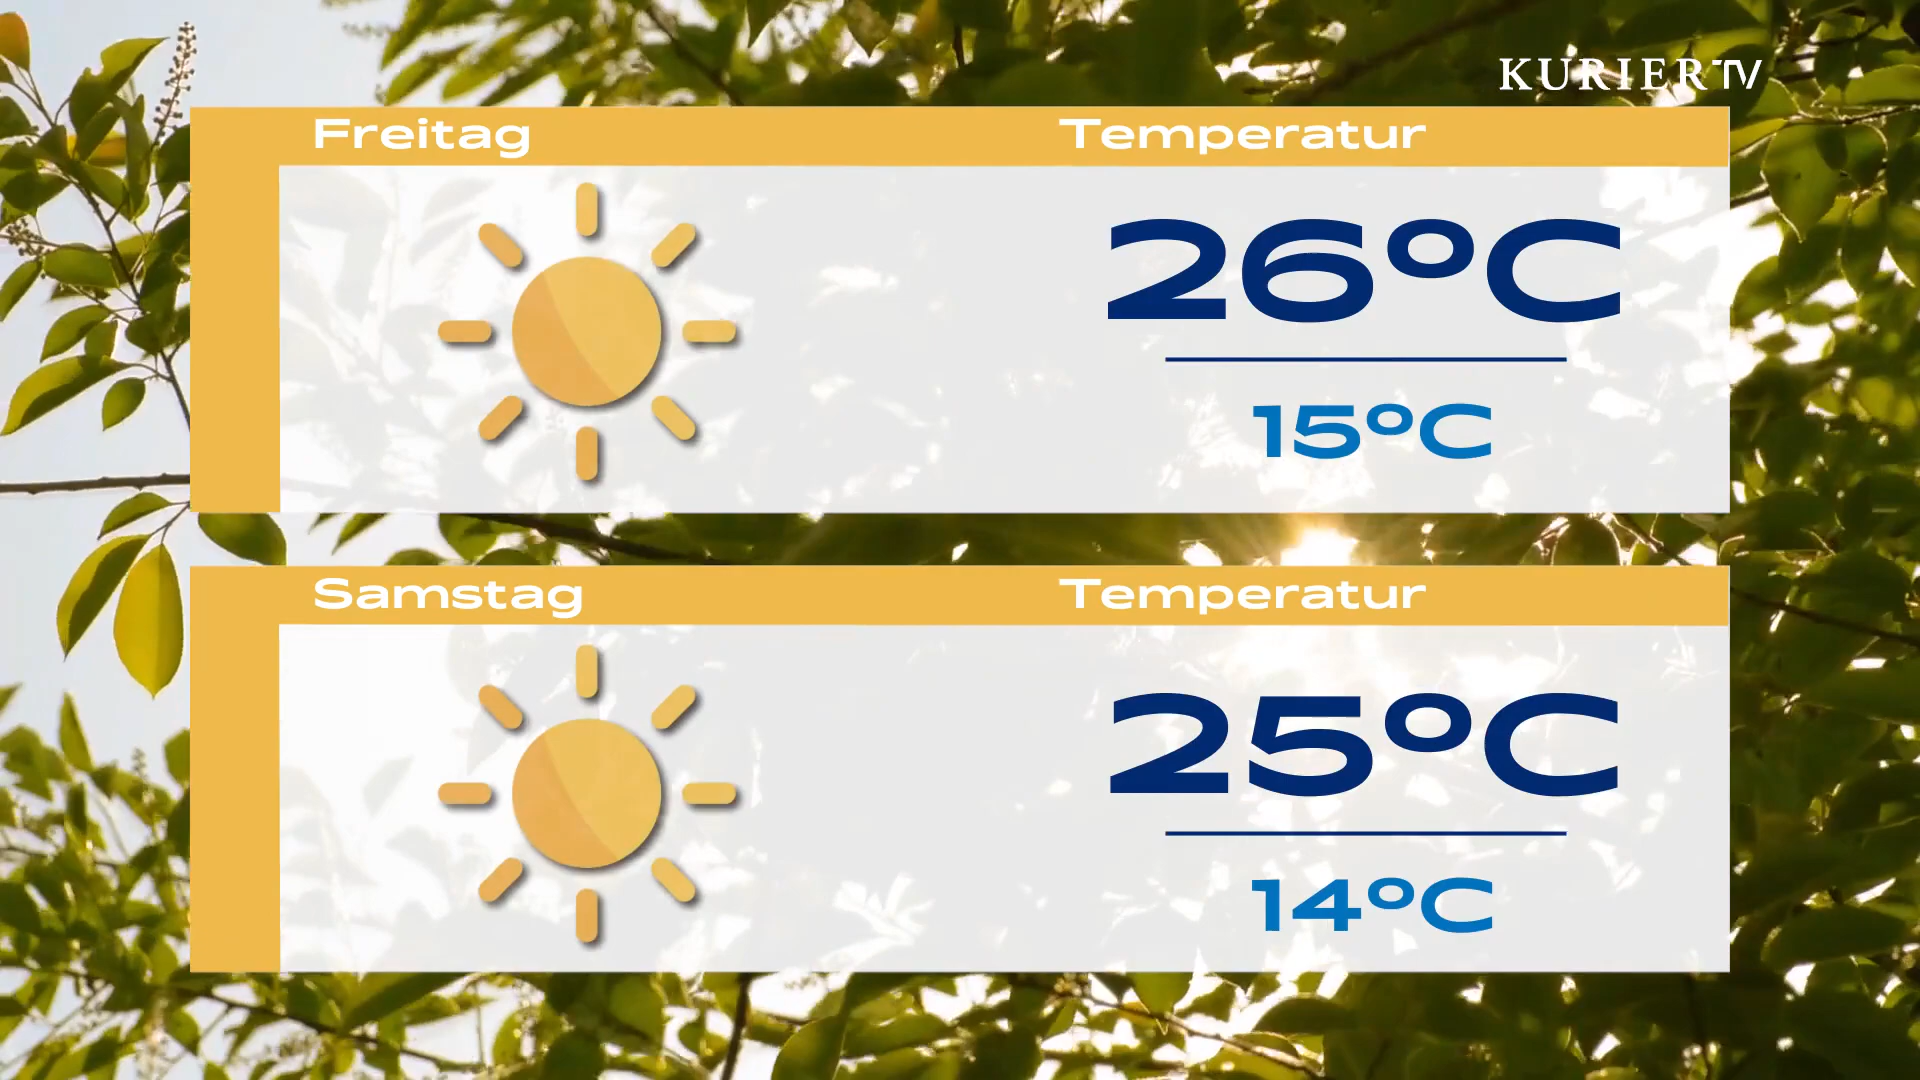 KURIER TV
Freitag Temperatur
26°C
15°C
Samstag Temperatur
25°C
14°C